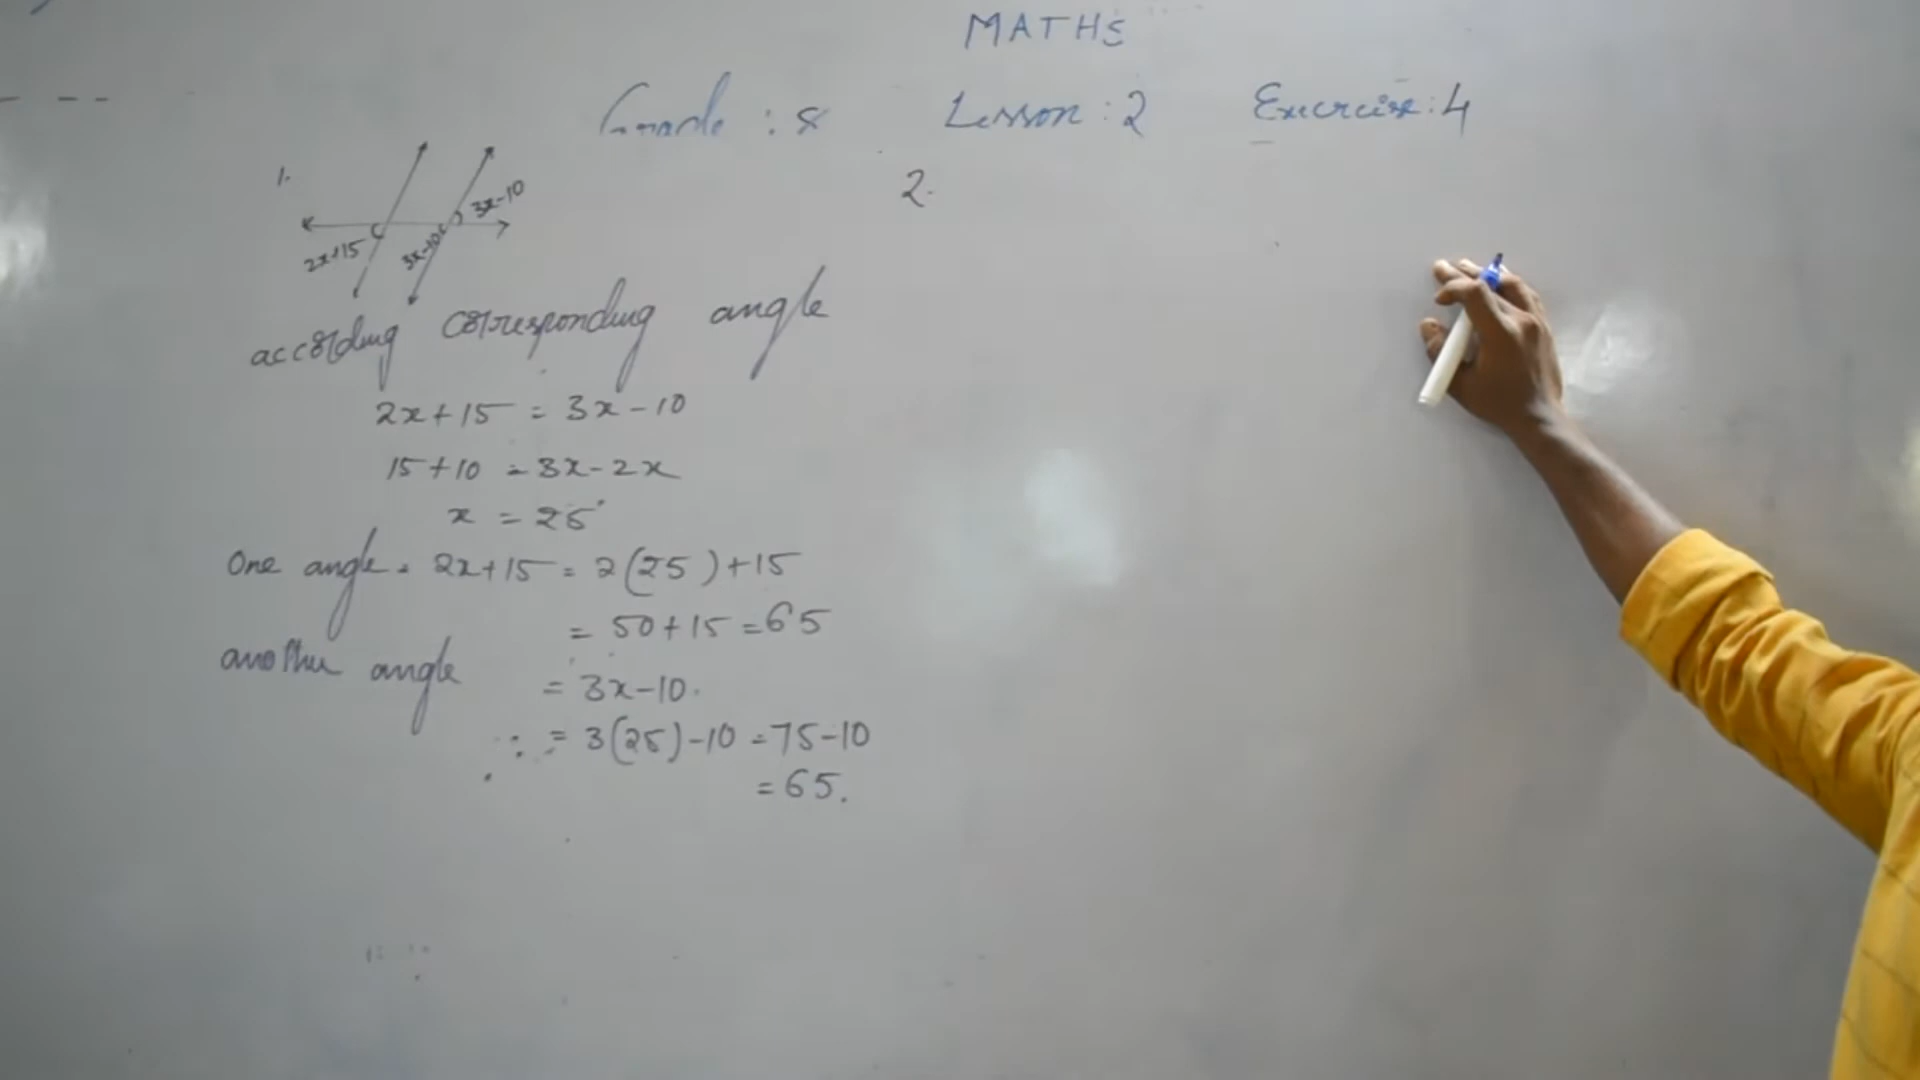 MATHS
Grade : 8 Lesson : 2 Exercise : 4
1.
3x-10
2x+15 3x-10
according corresponding angle
2x+15 = 3x-10
15+10 = 3x-2x
x = 25°
One angle = 2x+15 = 2(25)+15
= 50+15 = 65
another angle = 3x-10.
∴ = 3(25)-10 = 75-10
= 65.
2.